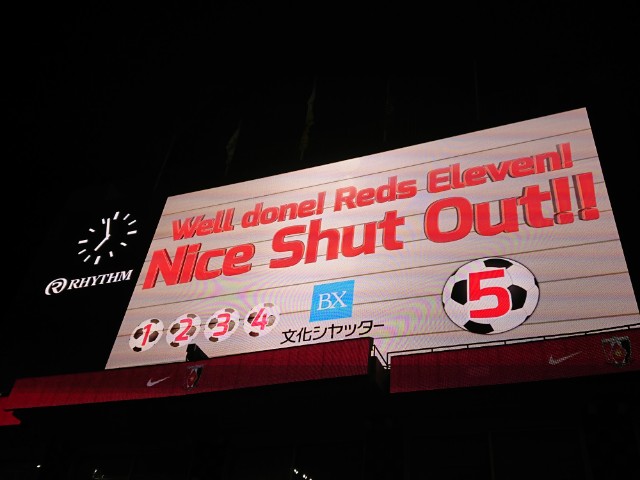 Well done! Reds Eleven!
Nice Shut Out!!
RHYTHM
1 2 3 4
BX
文化シヤッター
5